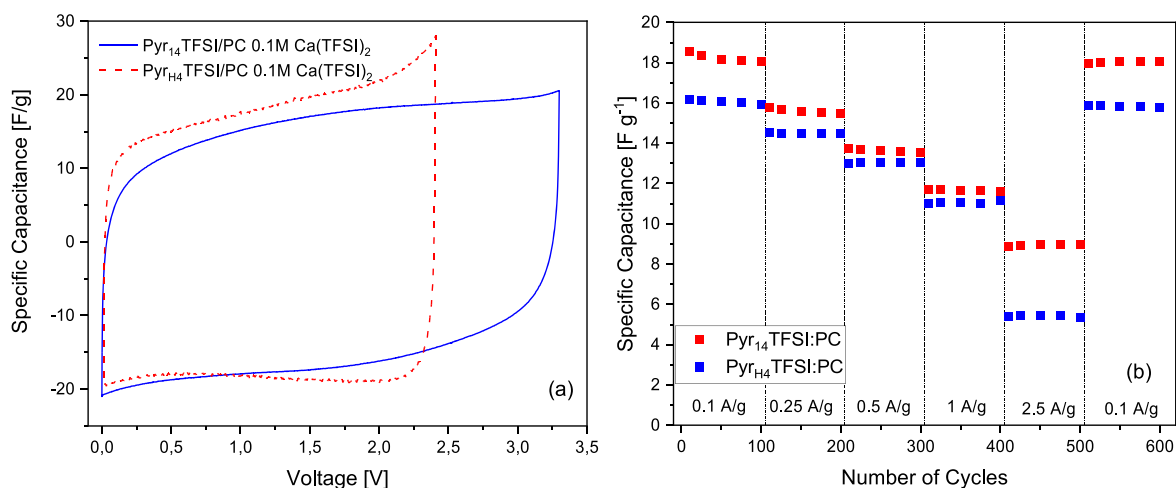 Pyr₁₄TFSI/PC 0.1M Ca(TFSI)₂
Pyr_H4TFSI/PC 0.1M Ca(TFSI)₂
Specific Capacitance [F/g]
30
20
10
0
-10
-20
0,0 0,5 1,0 1,5 2,0 2,5 3,0 3,5
Voltage [V]
(a)
Specific Capacitance [F g⁻¹]
20
18
16
14
12
10
8
6
4
2
0
Pyr₁₄TFSI:PC
Pyr_H4TFSI:PC
(b)
0.1 A/g 0.25 A/g 0.5 A/g 1 A/g 2.5 A/g 0.1 A/g
0 100 200 300 400 500 600
Number of Cycles